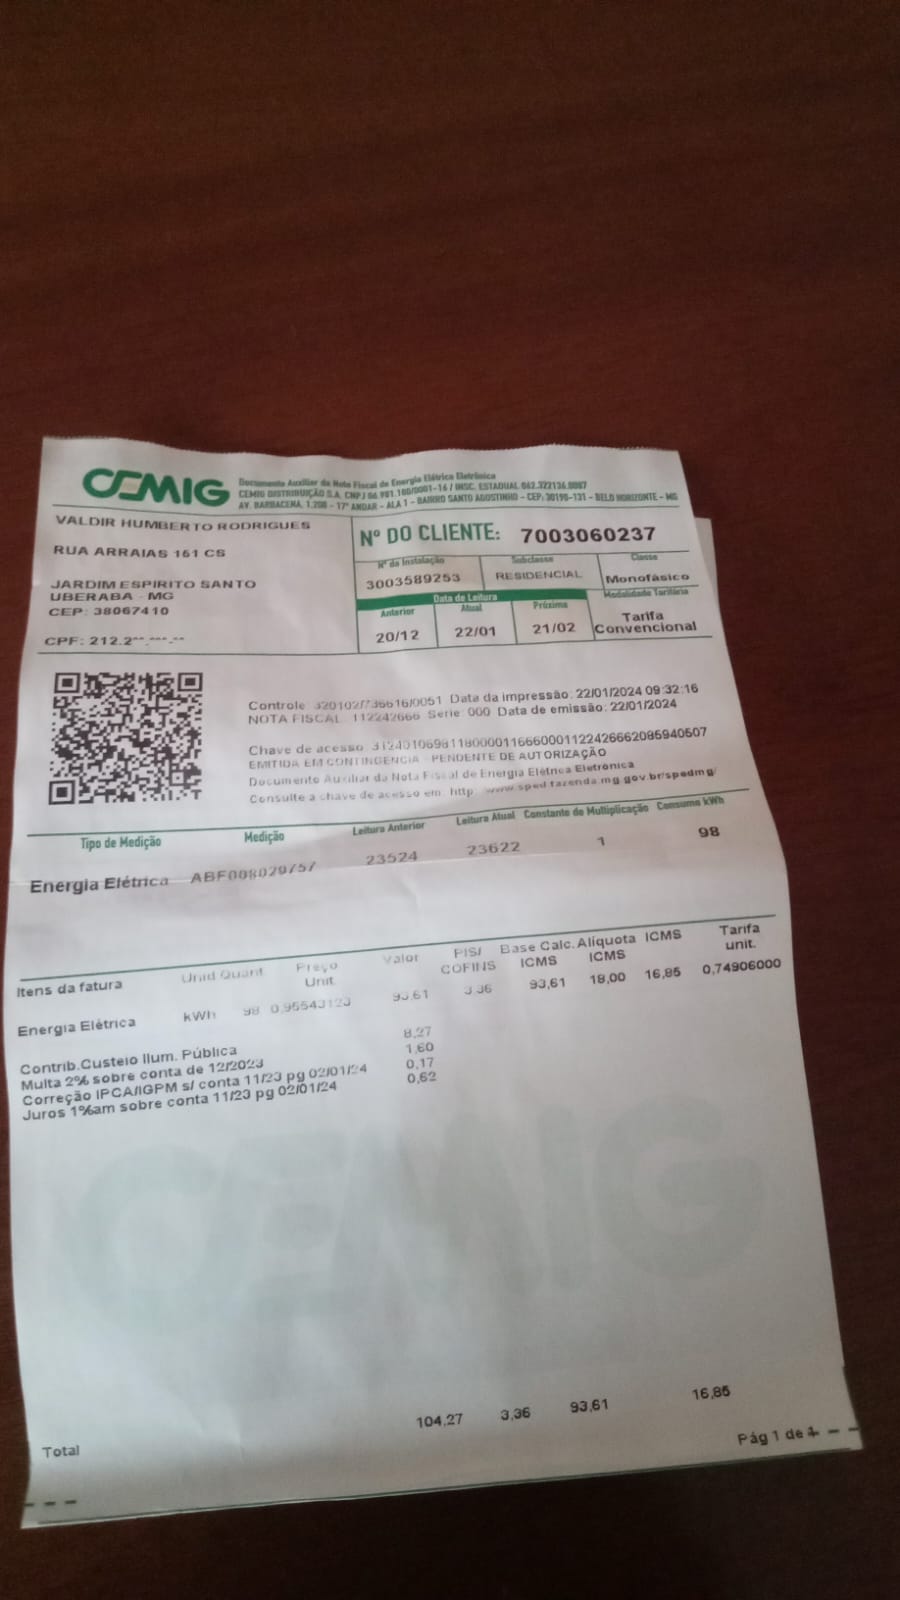 CEMIG
Documento Auxiliar da Nota Fiscal de Energia Elétrica Eletrônica
CEMIG DISTRIBUIÇÃO S.A. CNPJ 06.981.180/0001-16 / INSC. ESTADUAL 062.322136.0087
AV. BARBACENA, 1.200 - 17º ANDAR - ALA 1 - BAIRRO SANTO AGOSTINHO - CEP: 30190-131 - BELO HORIZONTE - MG
VALDIR HUMBERTO RODRIGUES
RUA ARRAIAS 161 CS
JARDIM ESPIRITO SANTO
UBERABA - MG
CEP: 38067410
CPF: 212.2**.***-**
Nº DO CLIENTE: 7003060237
Nº da Instalação Subclasse Classe
3003589253 RESIDENCIAL Monofásico
Data de Leitura Modalidade Tarifária
Anterior Atual Próxima
20/12 22/01 21/02
Tarifa
Convencional
Controle: Data da impressão: 22/01/2024 09:32:16
NOTA FISCAL: 112242666 Serie: 000 Data de emissão: 22/01/2024
Chave de acesso:
EMITIDA EM CONTINGENCIA - PENDENTE DE AUTORIZAÇÃO
Documento Auxiliar da Nota Fiscal de Energia Elétrica Eletrônica
Consulte a chave de acesso em: http: www.sped.fazenda.mg.gov.br/spedmg/
Tipo de Medição Medição Leitura Anterior Leitura Atual Constante de Multiplicação Consumo kWh
Energia Elétrica ABF008029757 23524 23622 1 98
Itens da fatura Unid Quant. Preço Unit. Valor PIS/ COFINS Base Calc. ICMS Alíquota ICMS ICMS Tarifa unit.
Energia Elétrica kWh 98 0,95543123 93,61 3,36 93,61 18,00 16,85 0,74906000
Contrib.Custeio Ilum. Pública 8,27
Multa 2% sobre conta de 12/2023 1,60
Correção IPCA/IGPM s/ conta 11/23 pg 02/01/24 0,17
Juros 1%am sobre conta 11/23 pg 02/01/24 0,62
CEMIG
Total 104,27 3,36 93,61 16,85
Pág 1 de